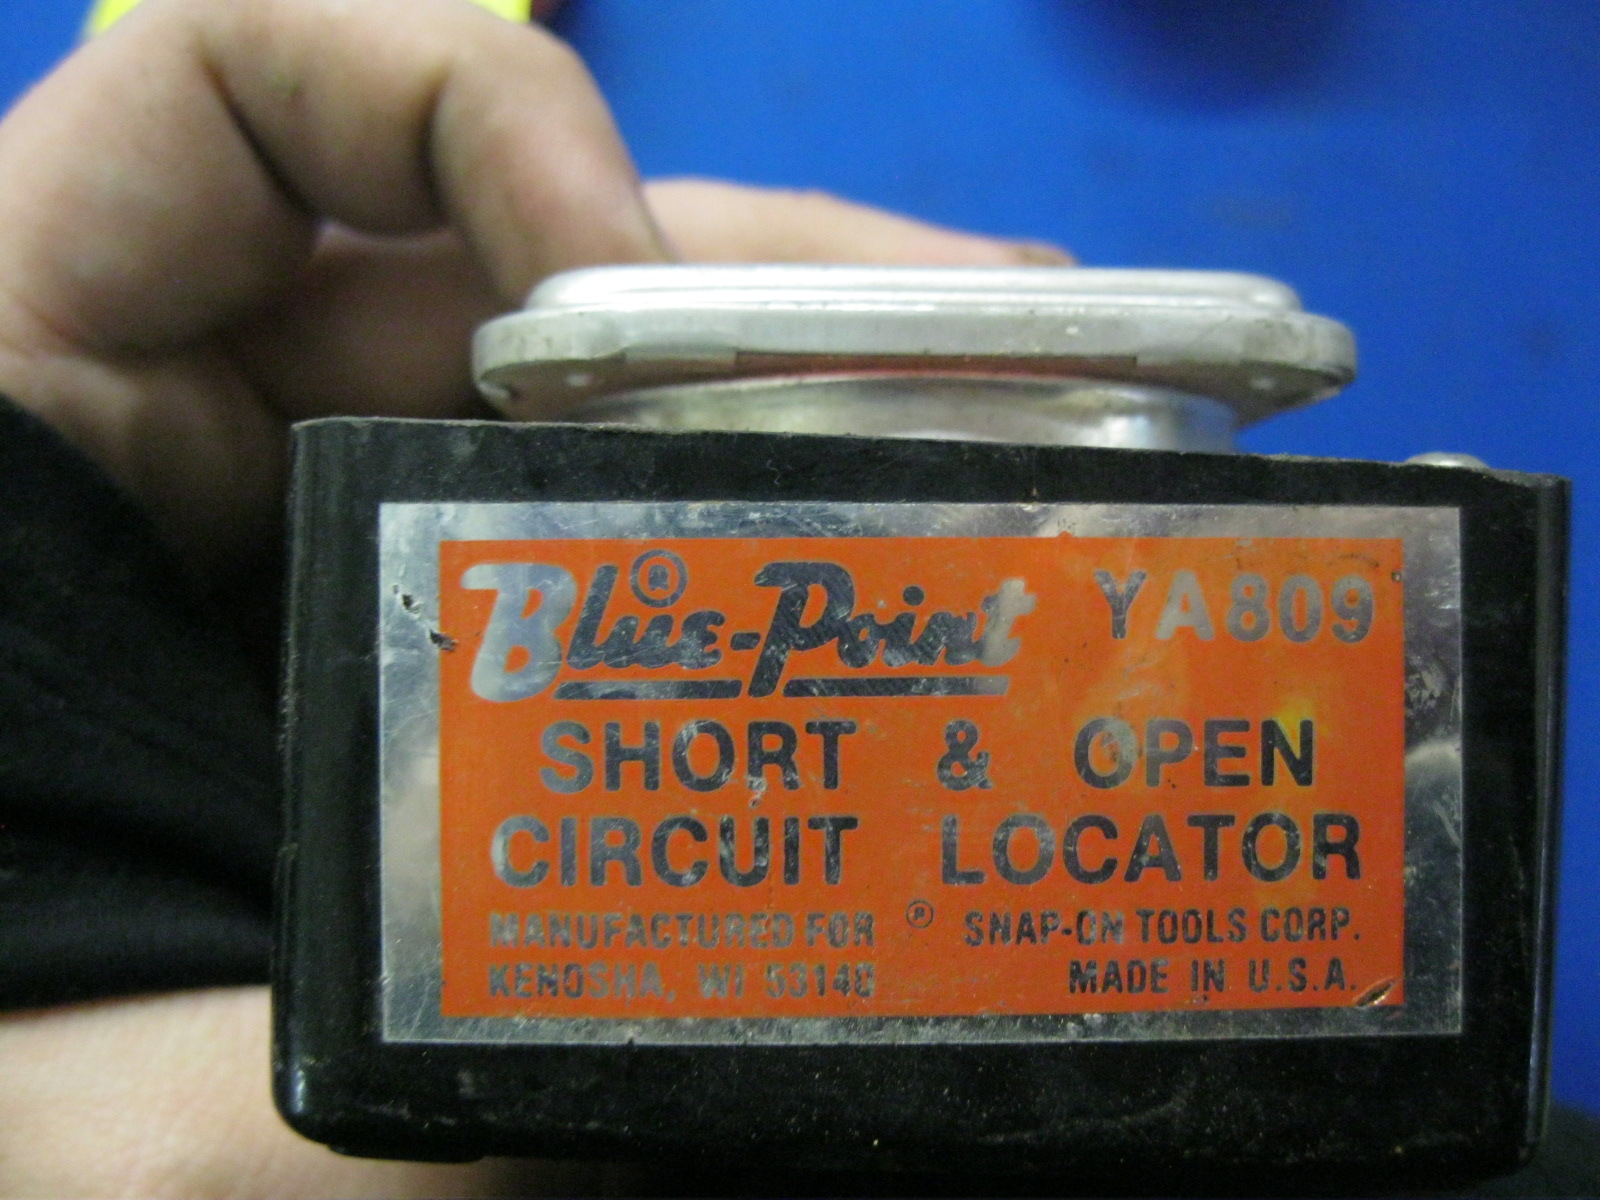 Blue-Point® YA809
SHORT & OPEN
CIRCUIT LOCATOR
MANUFACTURED FOR ® SNAP-ON TOOLS CORP.
KENOSHA, WI 53140 MADE IN U.S.A.